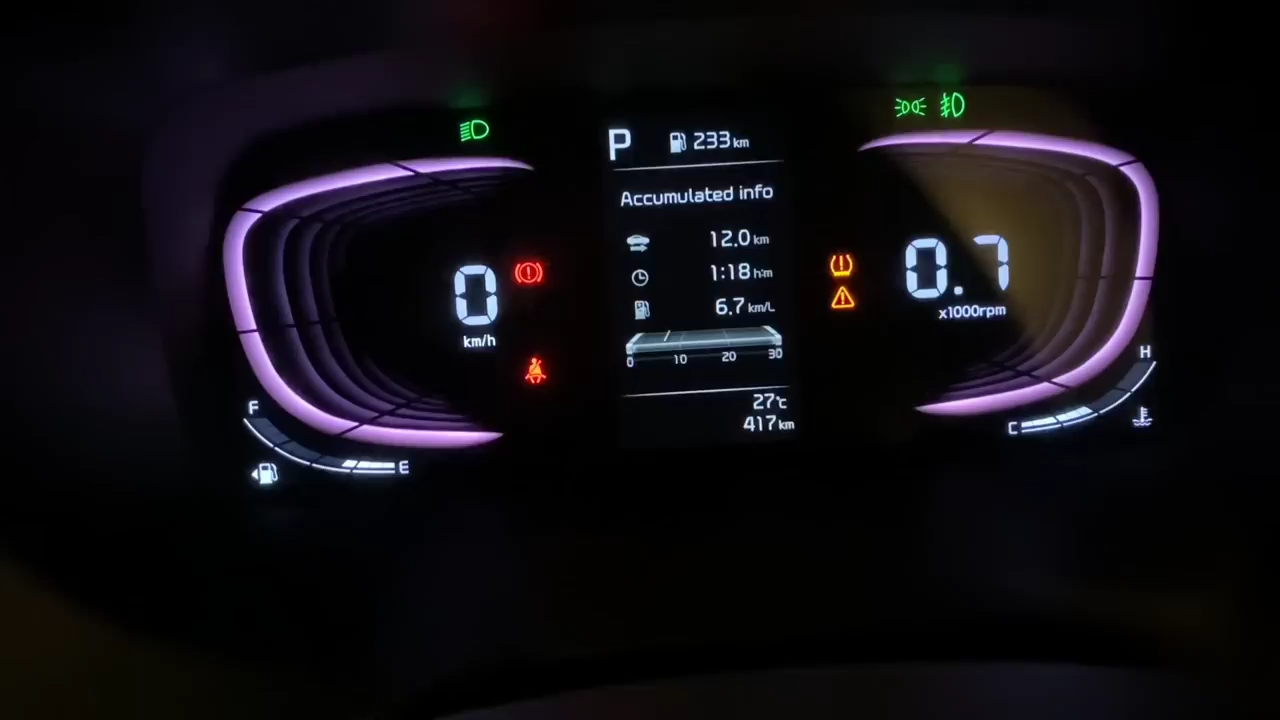 P 233 km
Accumulated info
12.0 km
1:18 h:m
6.7 km/L
0 10 20 30
27°c
417 km
0
km/h
0.7
x1000rpm
F
E
H
C